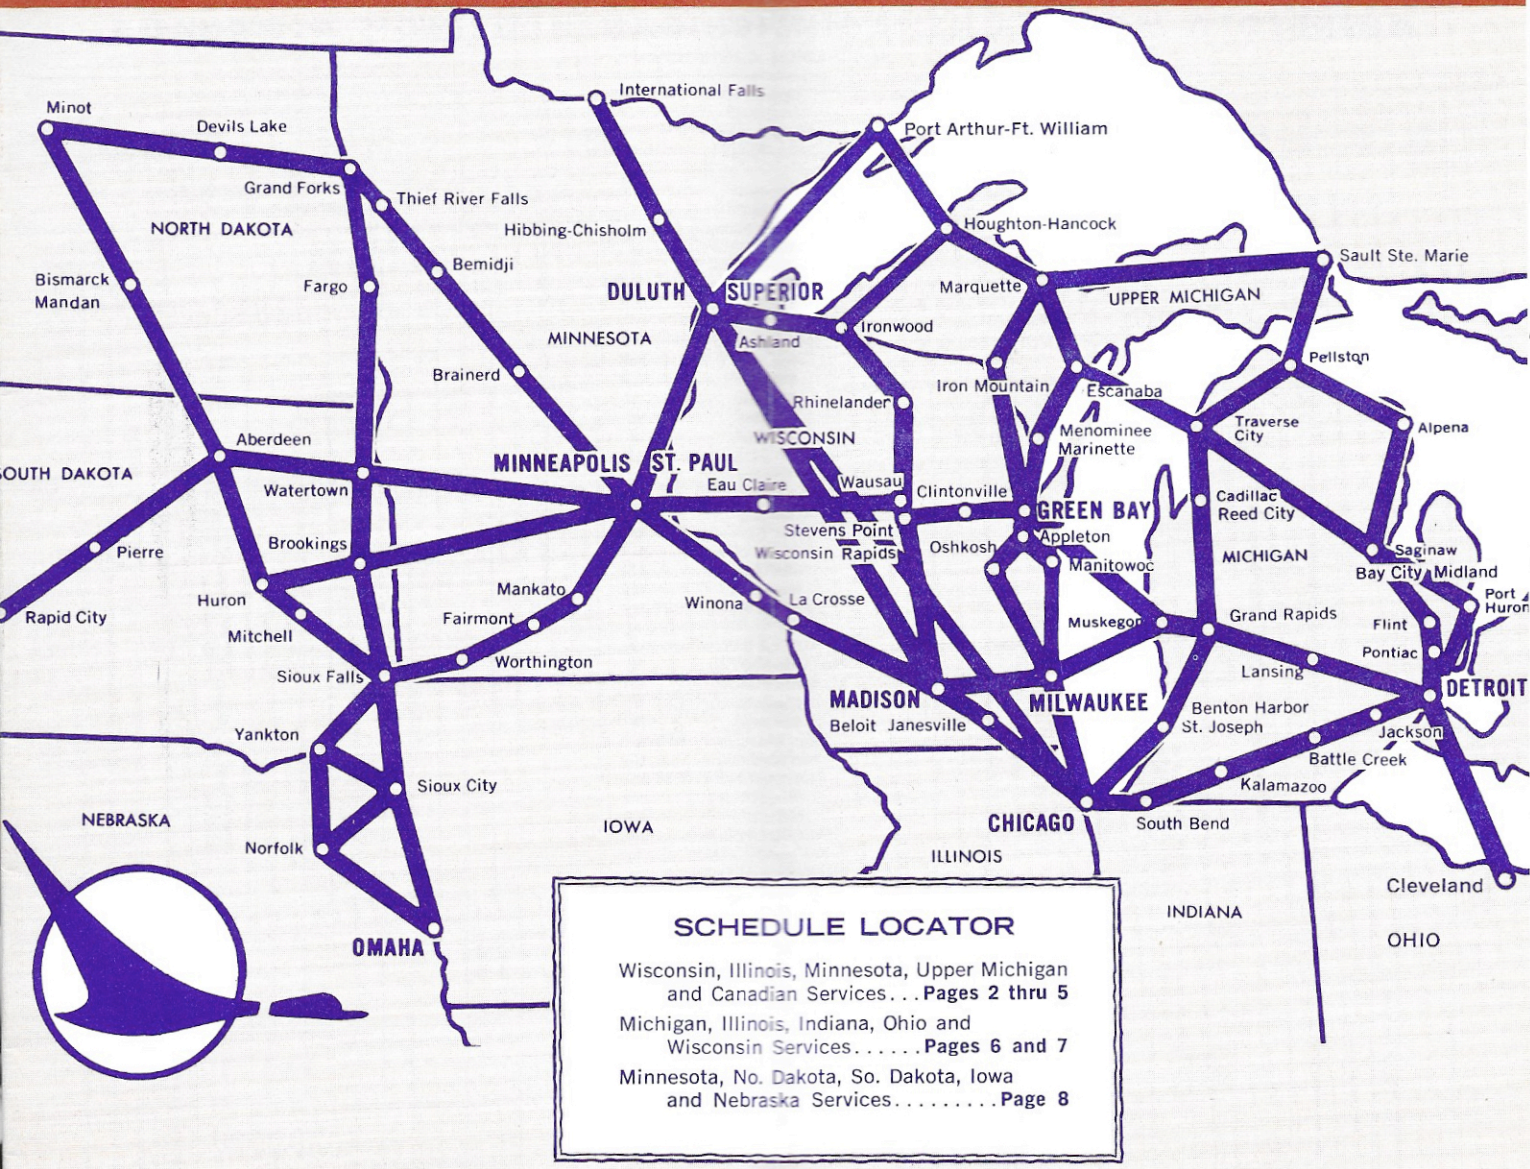 International Falls
Minot
Devils Lake
Port Arthur-Ft. William
Grand Forks
Thief River Falls
NORTH DAKOTA
Hibbing-Chisholm
Houghton-Hancock
Sault Ste. Marie
Bismarck
Mandan
Bemidji
Fargo
DULUTH
SUPERIOR
Marquette
UPPER MICHIGAN
MINNESOTA
Ashland
Ironwood
Pellston
Brainerd
Iron Mountain
Escanaba
Rhinelander
Traverse
City
Alpena
Aberdeen
WISCONSIN
Menominee
Marinette
SOUTH DAKOTA
MINNEAPOLIS
ST. PAUL
Watertown
Eau Claire
Wausau
Clintonville
Cadillac
Reed City
GREEN BAY
Stevens Point
Wisconsin Rapids
Brookings
Pierre
Oshkosh
Appleton
Manitowoc
MICHIGAN
Saginaw
Bay City Midland
Huron
Mankato
Winona
La Crosse
Port
Huron
Rapid City
Mitchell
Fairmont
Muskegon
Grand Rapids
Flint
Pontiac
Sioux Falls
Worthington
Lansing
DETROIT
MADISON
MILWAUKEE
Beloit Janesville
Benton Harbor
St. Joseph
Yankton
Jackson
Battle Creek
Sioux City
Kalamazoo
NEBRASKA
IOWA
CHICAGO
South Bend
Norfolk
ILLINOIS
Cleveland
INDIANA
OHIO
OMAHA
SCHEDULE LOCATOR
Wisconsin, Illinois, Minnesota, Upper Michigan
and Canadian Services...Pages 2 thru 5
Michigan, Illinois, Indiana, Ohio and
Wisconsin Services......Pages 6 and 7
Minnesota, No. Dakota, So. Dakota, Iowa
and Nebraska Services.........Page 8